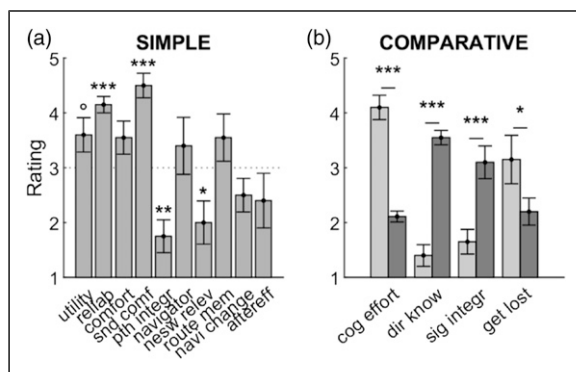 (a) SIMPLE
5
4
3
2
1
Rating
° *** *** ** *
utility
reliab
comfort
snd comf
pth integr
navigator
nesw relev
route mem
navi change
aftereff
(b) COMPARATIVE
5
4
3
2
1
*** *** *** *
cog effort
dir know
sig integr
get lost